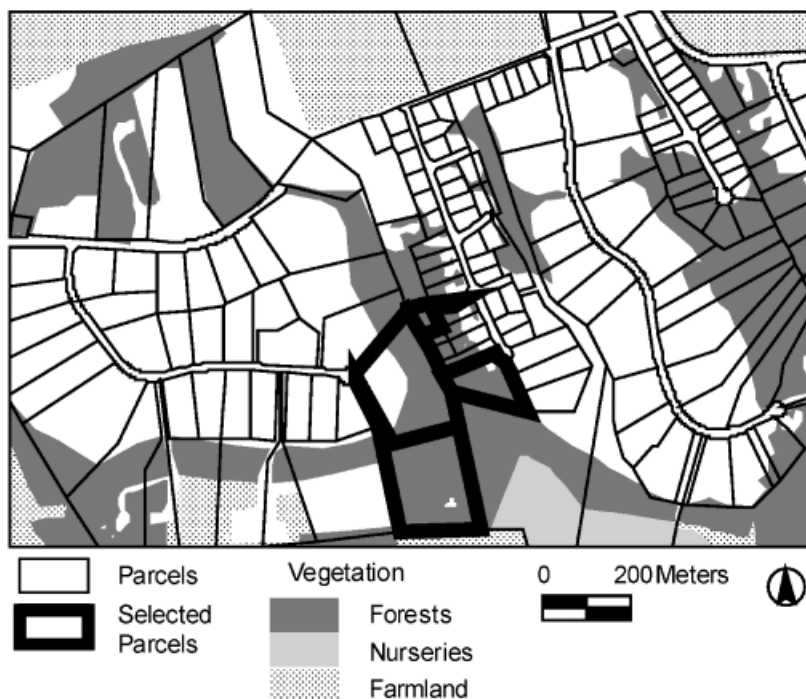 Parcels
Selected
Parcels
Vegetation
Forests
Nurseries
Farmland
0 200 Meters